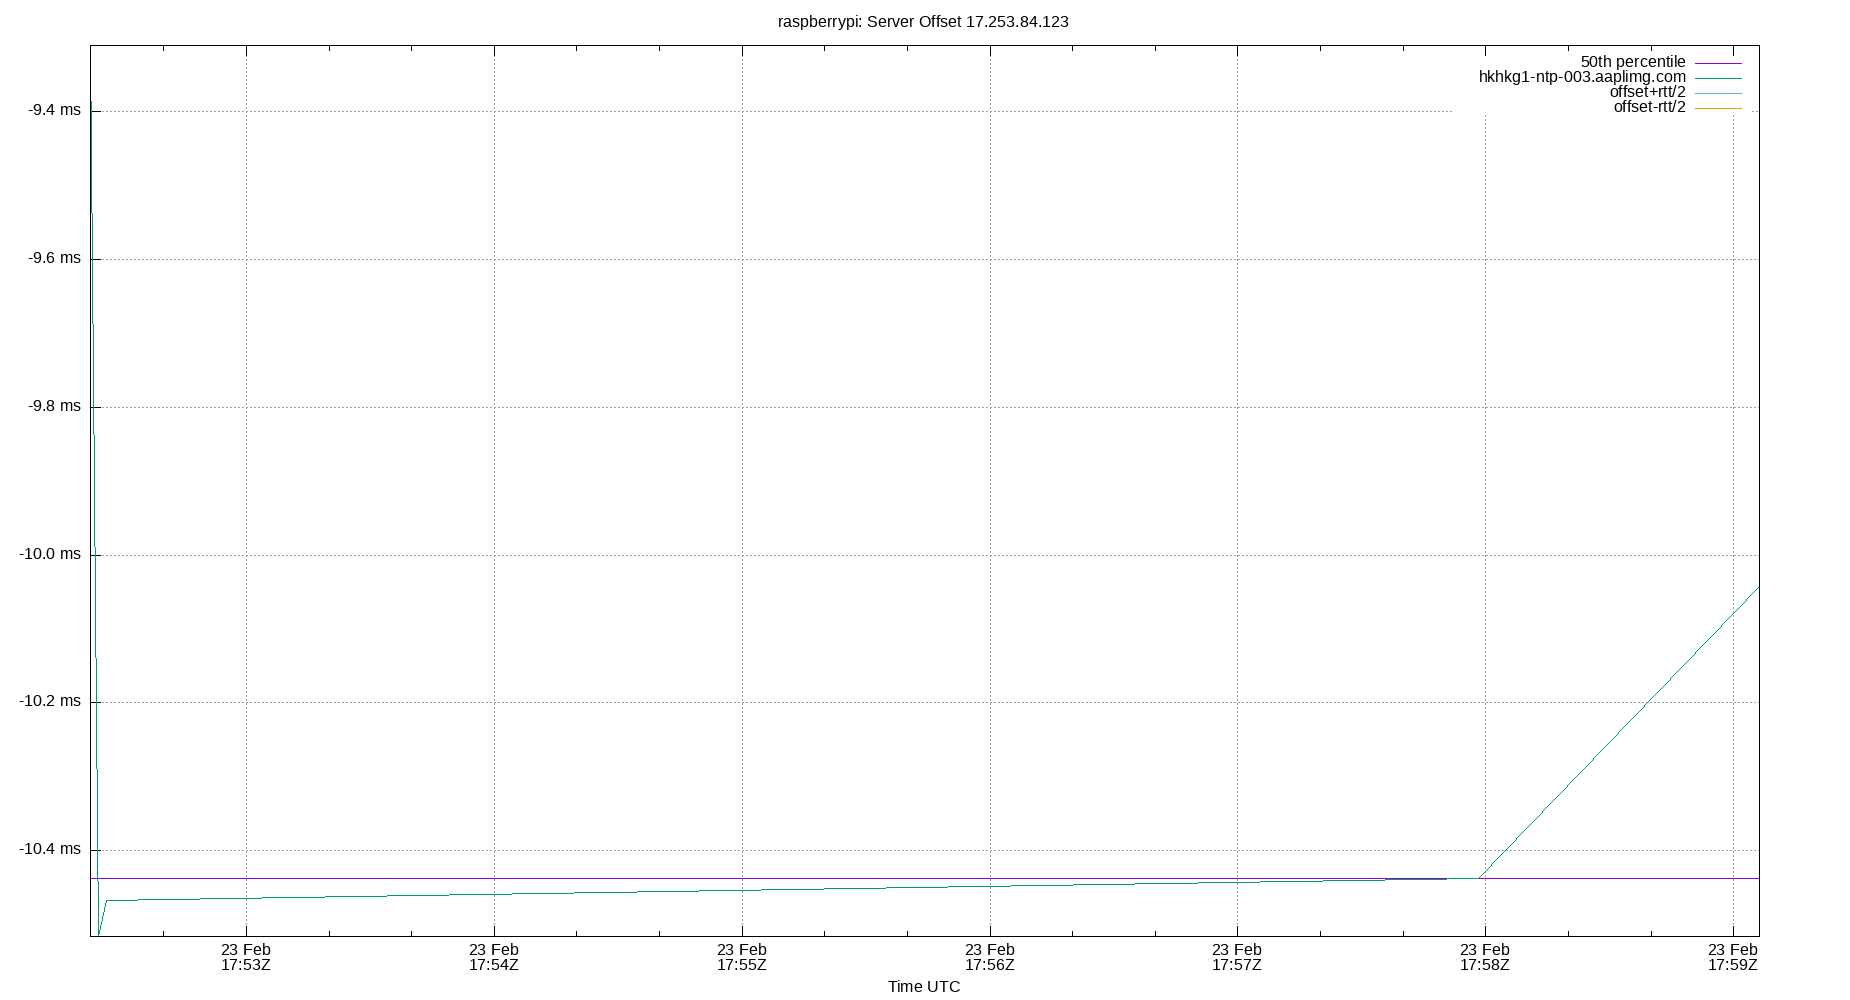 raspberrypi: Server Offset 17.253.84.123
50th percentile
hkhkg1-ntp-003.aaplimg.com
offset+rtt/2
offset-rtt/2
-9.4 ms
-9.6 ms
-9.8 ms
-10.0 ms
-10.2 ms
-10.4 ms
23 Feb 23 Feb 23 Feb 23 Feb 23 Feb 23 Feb 23 Feb
17:53Z 17:54Z 17:55Z 17:56Z 17:57Z 17:58Z 17:59Z
Time UTC